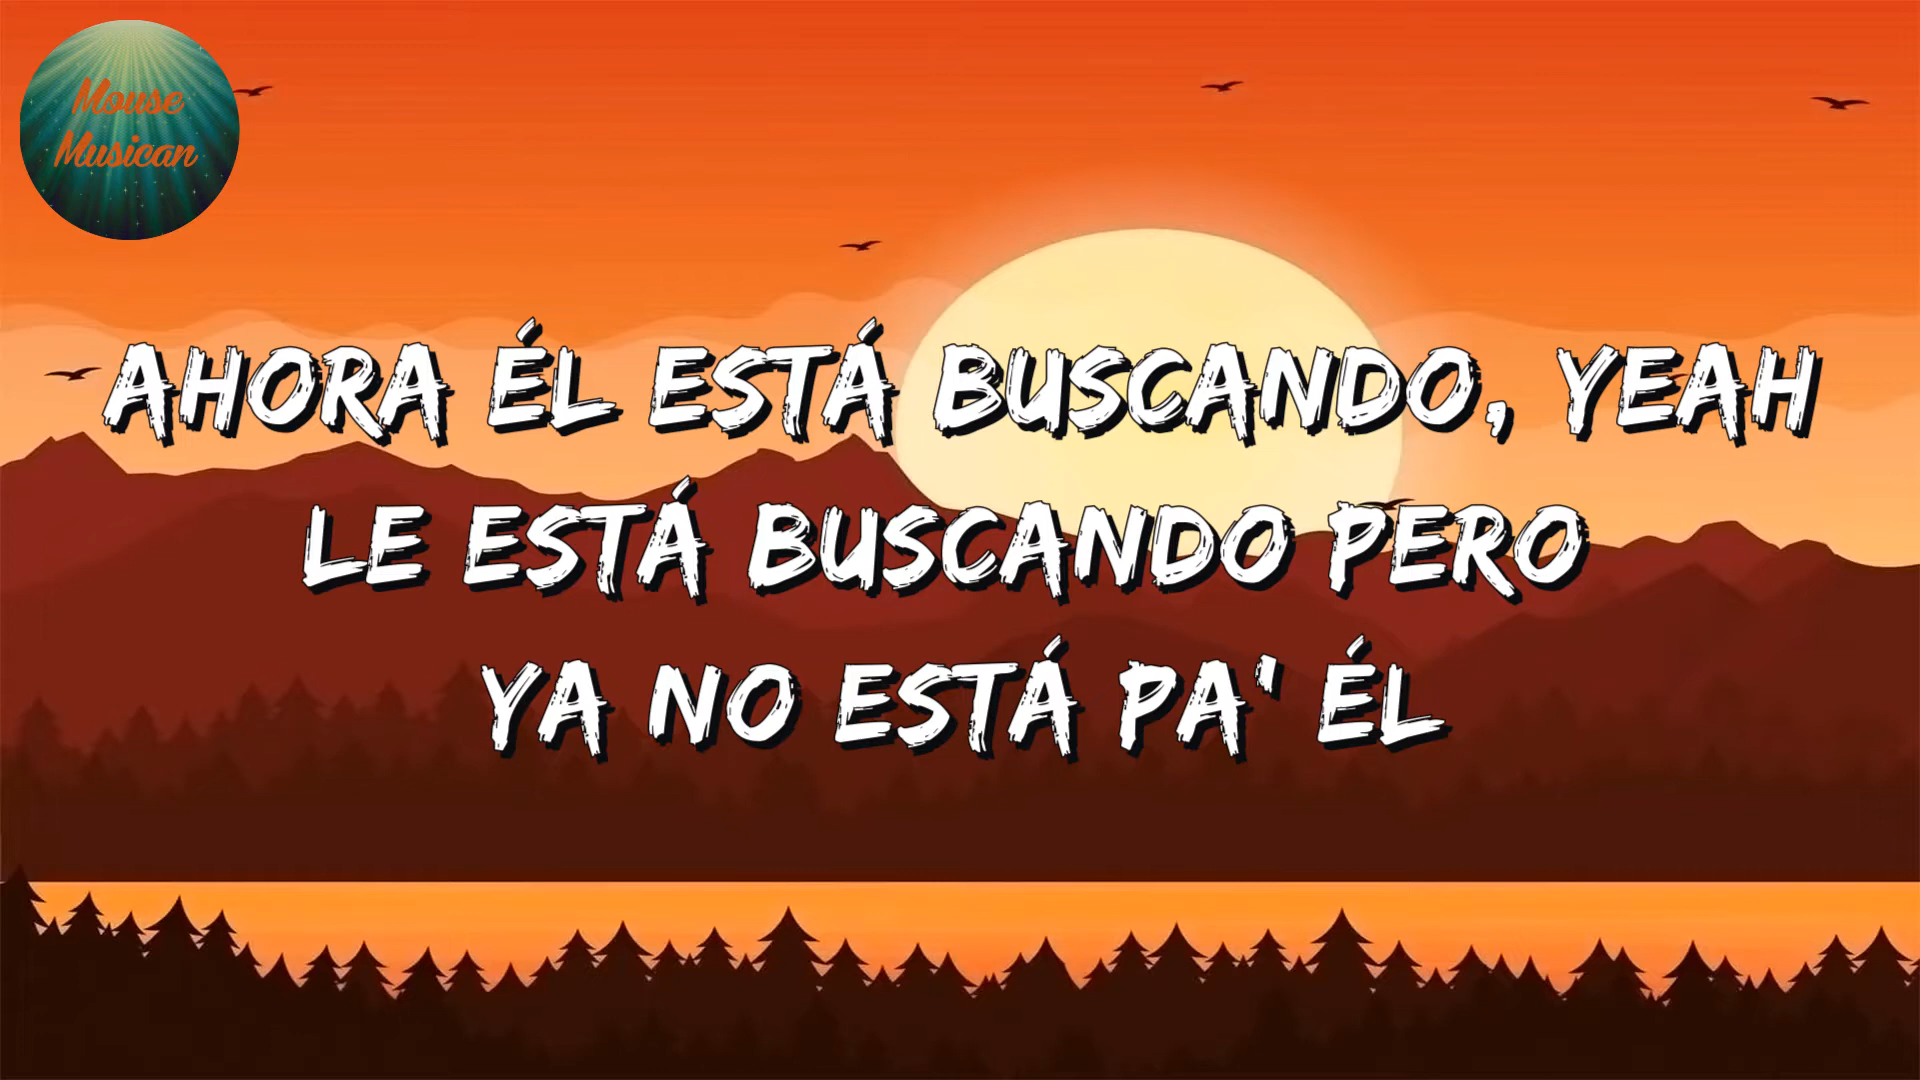 Mouse
Musican
AHORA ÉL ESTÁ BUSCANDO, YEAH
LE ESTÁ BUSCANDO PERO
YA NO ESTÁ PA' ÉL